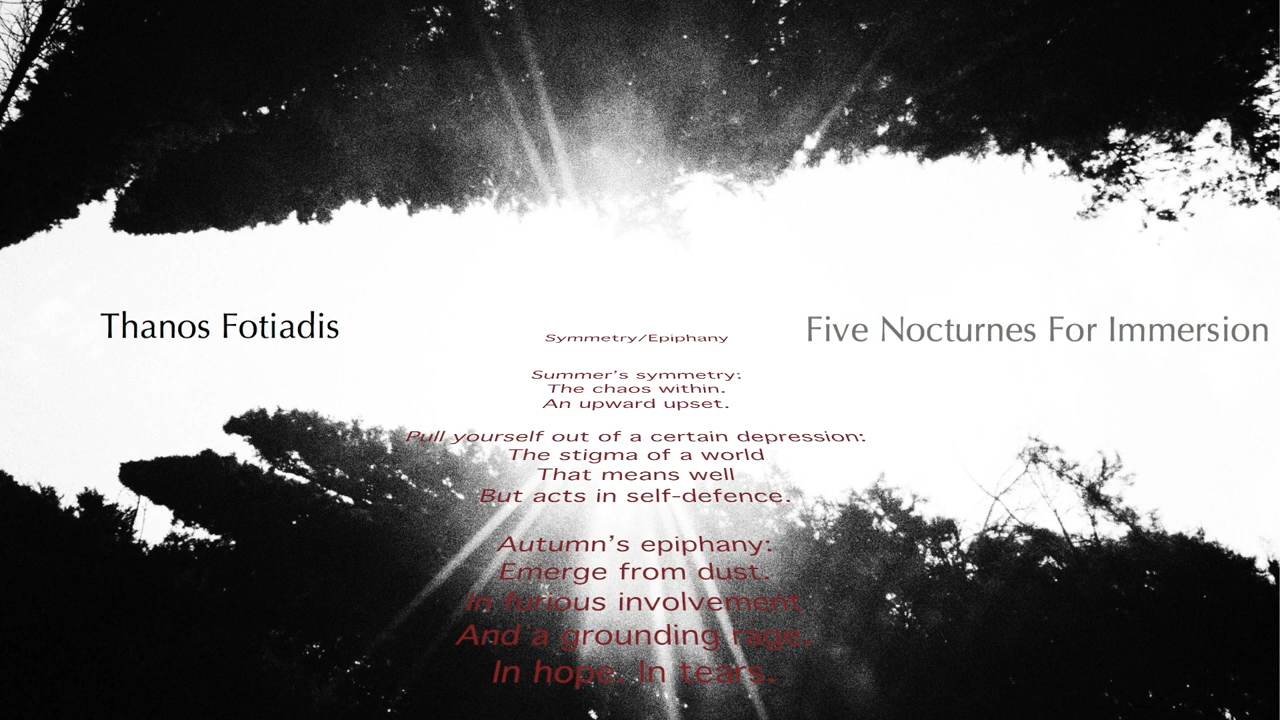 Thanos Fotiadis
Five Nocturnes For Immersion
Symmetry/Epiphany
Summer's symmetry:
The chaos within.
An upward upset.
Pull yourself out of a certain depression:
The stigma of a world
That means well
But acts in self-defence.
Autumn's epiphany:
Emerge from dust.
In furious involvement
And a grounding rage.
In hope. In tears.